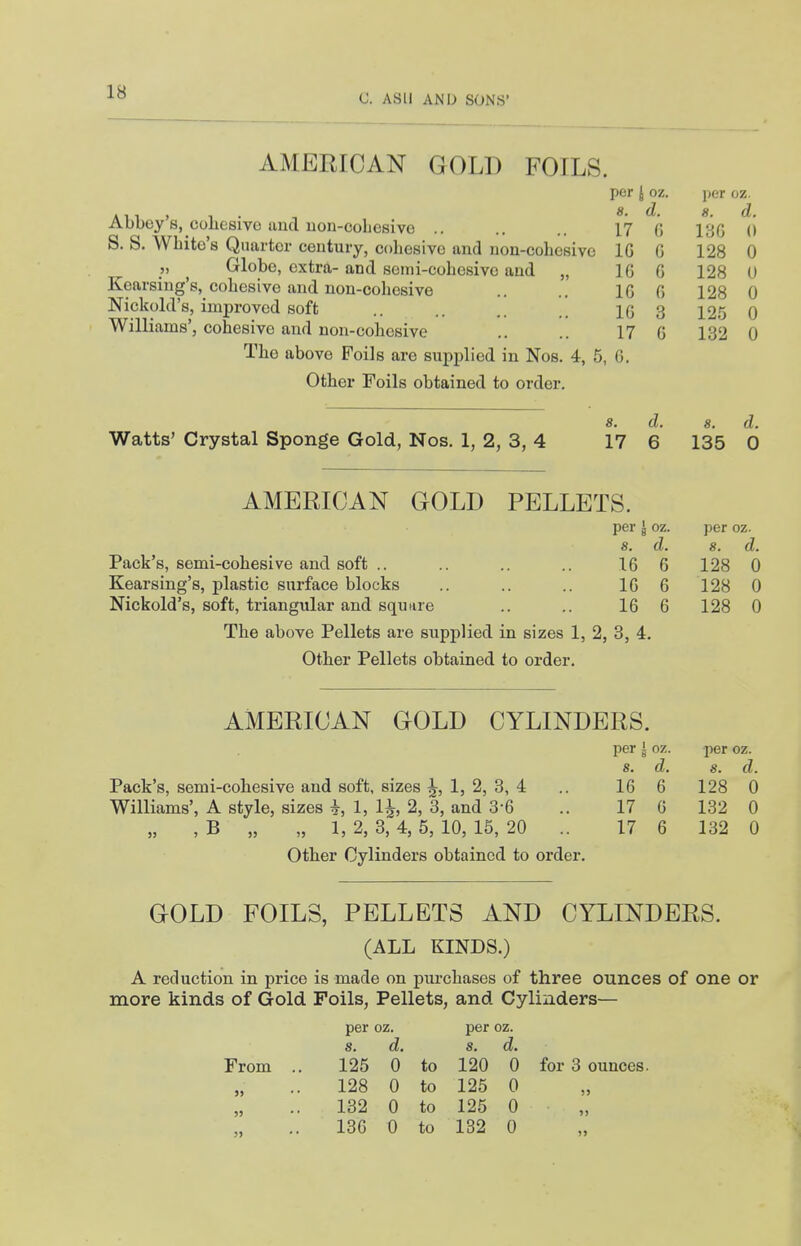 18
C. ASH AND SONS'
AMERICAN GOLD FOILS.
per ⅛ oz. per oz.
s. d. s. d.
Abbey's, cohesive and non-cohesive .. .. .. 17 6 136 0
S. S. White's Quarter century, cohesive and non-cohesive 16 6 128 0
„ Globe, extra- and semi-cohesive and „ 16 6 128 0
Kearsing's, cohesive and non-cohesive .. .. 16 6 128 0
Nickold's, improved soft .. .. .. .. 16 3 125 0
Williams', cohesive and non-cohesive .. .. 17 6 132 0
The above Foils are supplied in Nos. 4, 5, 6.
Other Foils obtained to order.
s. d. s. d.
Watts' Crystal Sponge Gold, Nos. 1, 2, 3, 4 17 6 135 0
AMERICAN GOLD PELLETS.
per ⅛ oz. per oz.
s. d. s. d.
Pack's, semi-cohesive and soft .. .. .. .. 16 6 128 0
Kearsing's, plastic surface blocks .. .. .. 16 6 128 0
Nickold's, soft, triangular and square .. .. 16 6 128 0
The above Pellets are supplied in sizes 1, 2, 3, 4.
Other Pellets obtained to order.
AMERICAN GOLD CYLINDERS.
per ⅛ oz. per oz.
s. d. s. d.
Pack's, semi-cohesive and soft, sizes ½, 1, 2, 3, 4 .. 16 6 128 0
Williams', A style, sizes ½, 1, 1½, 2, 3, and 3·6 .. 17 6 132 0
„ , B „ „ 1, 2, 3, 4, 5, 10, 15, 20 .. 17 6 132 0
Other Cylinders obtained to order.
GOLD FOILS, PELLETS AND CYLINDERS.
(ALL KINDS.)
A reduction in price is made on purchases of three ounces of one or
more kinds of Gold Foils, Pellets, and Cylinders—
per oz. per oz.
s. d. s. d.
From .. 125 0 to 120 0 for 3 ounces.
„ .. 128 0 to 125 0 „
„ .. 132 0 to 125 0 „
„ .. 136 0 to 132 0 „